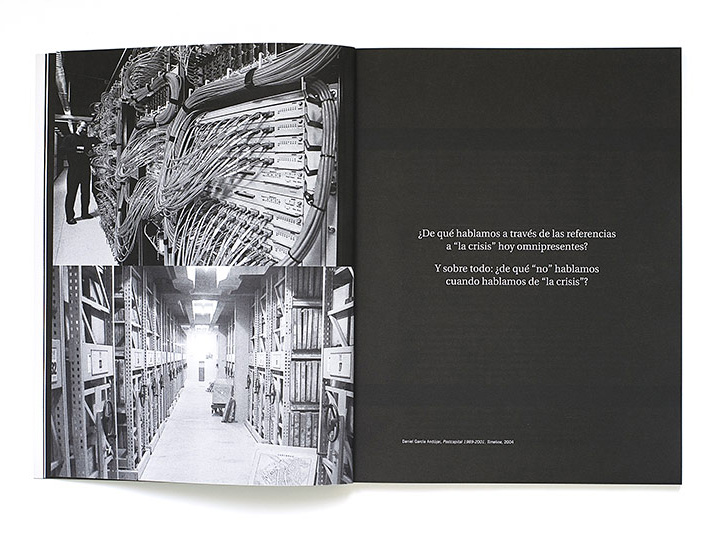 ¿De qué hablamos a través de las referencias
a “la crisis” hoy omnipresentes?
Y sobre todo: ¿de qué “no” hablamos
cuando hablamos de “la crisis”?
Daniel García Andújar, Postcapital 1989-2001, timeline, 2004